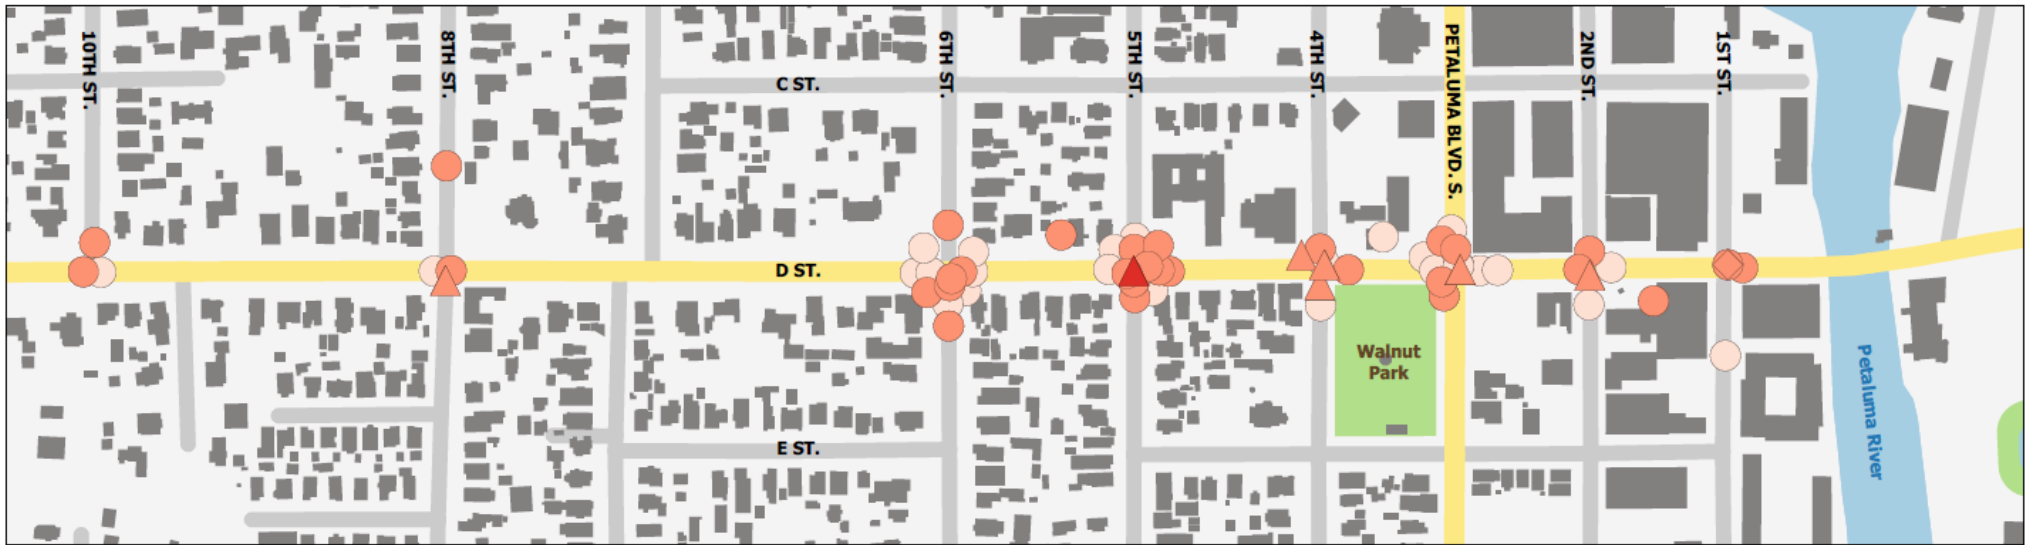 10TH ST.
8TH ST.
6TH ST.
5TH ST.
4TH ST.
PETALUMA BLVD. S.
2ND ST.
1ST ST.
C ST.
D ST.
Walnut
Park
Petaluma River
E ST.